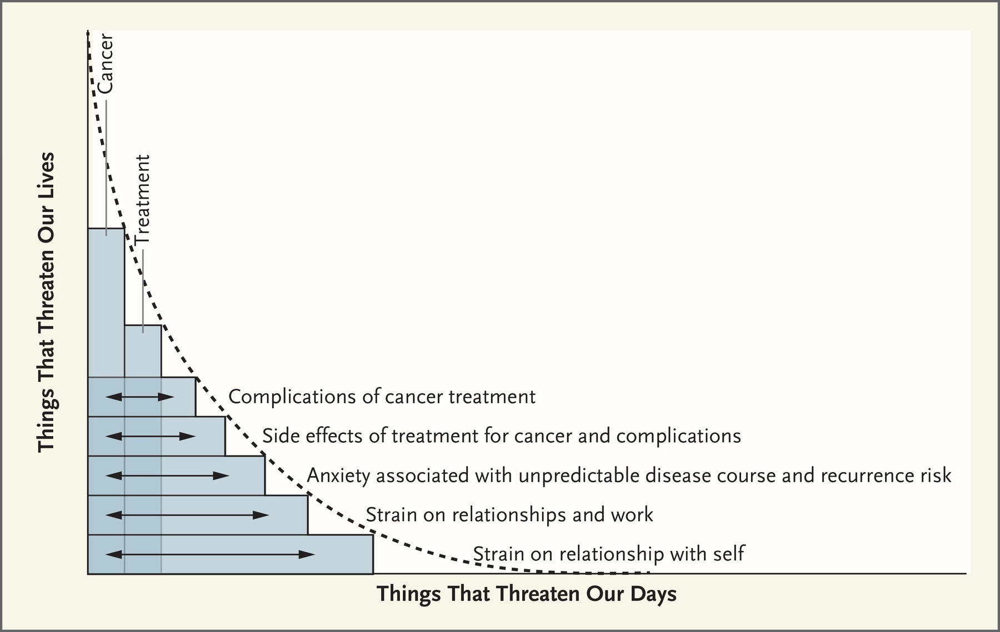 Cancer
Treatment
Things That Threaten Our Lives
Complications of cancer treatment
Side effects of treatment for cancer and complications
Anxiety associated with unpredictable disease course and recurrence risk
Strain on relationships and work
Strain on relationship with self
Things That Threaten Our Days